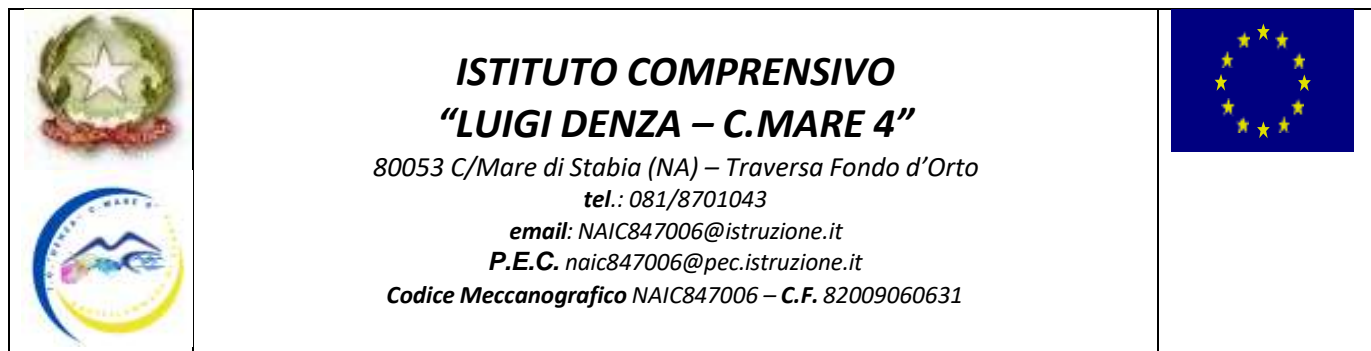 ISTITUTO COMPRENSIVO
“LUIGI DENZA – C.MARE 4”
80053 C/Mare di Stabia (NA) – Traversa Fondo d’Orto
tel.: 081/8701043
email: NAIC847006@istruzione.it
P.E.C. naic847006@pec.istruzione.it
Codice Meccanografico NAIC847006 – C.F. 82009060631